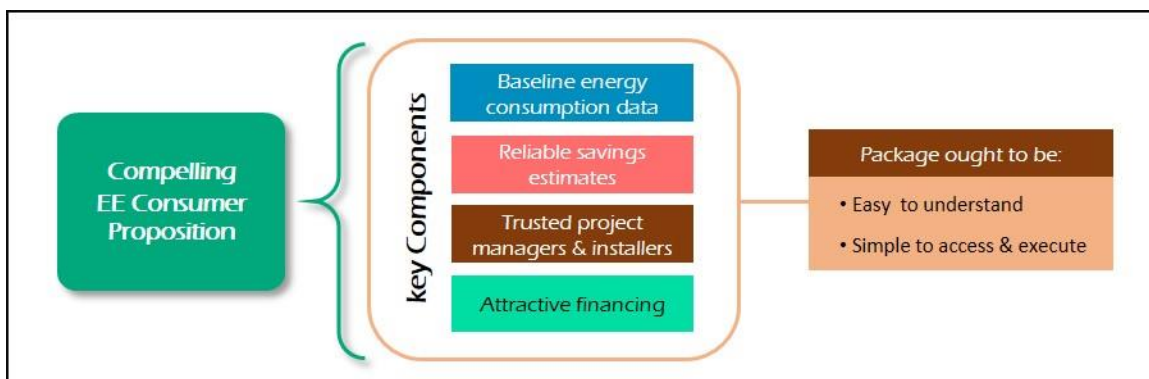 Compelling
EE Consumer
Proposition
key Components
Baseline energy
consumption data
Reliable savings
estimates
Trusted project
managers & installers
Attractive financing
Package ought to be:
• Easy to understand
• Simple to access & execute